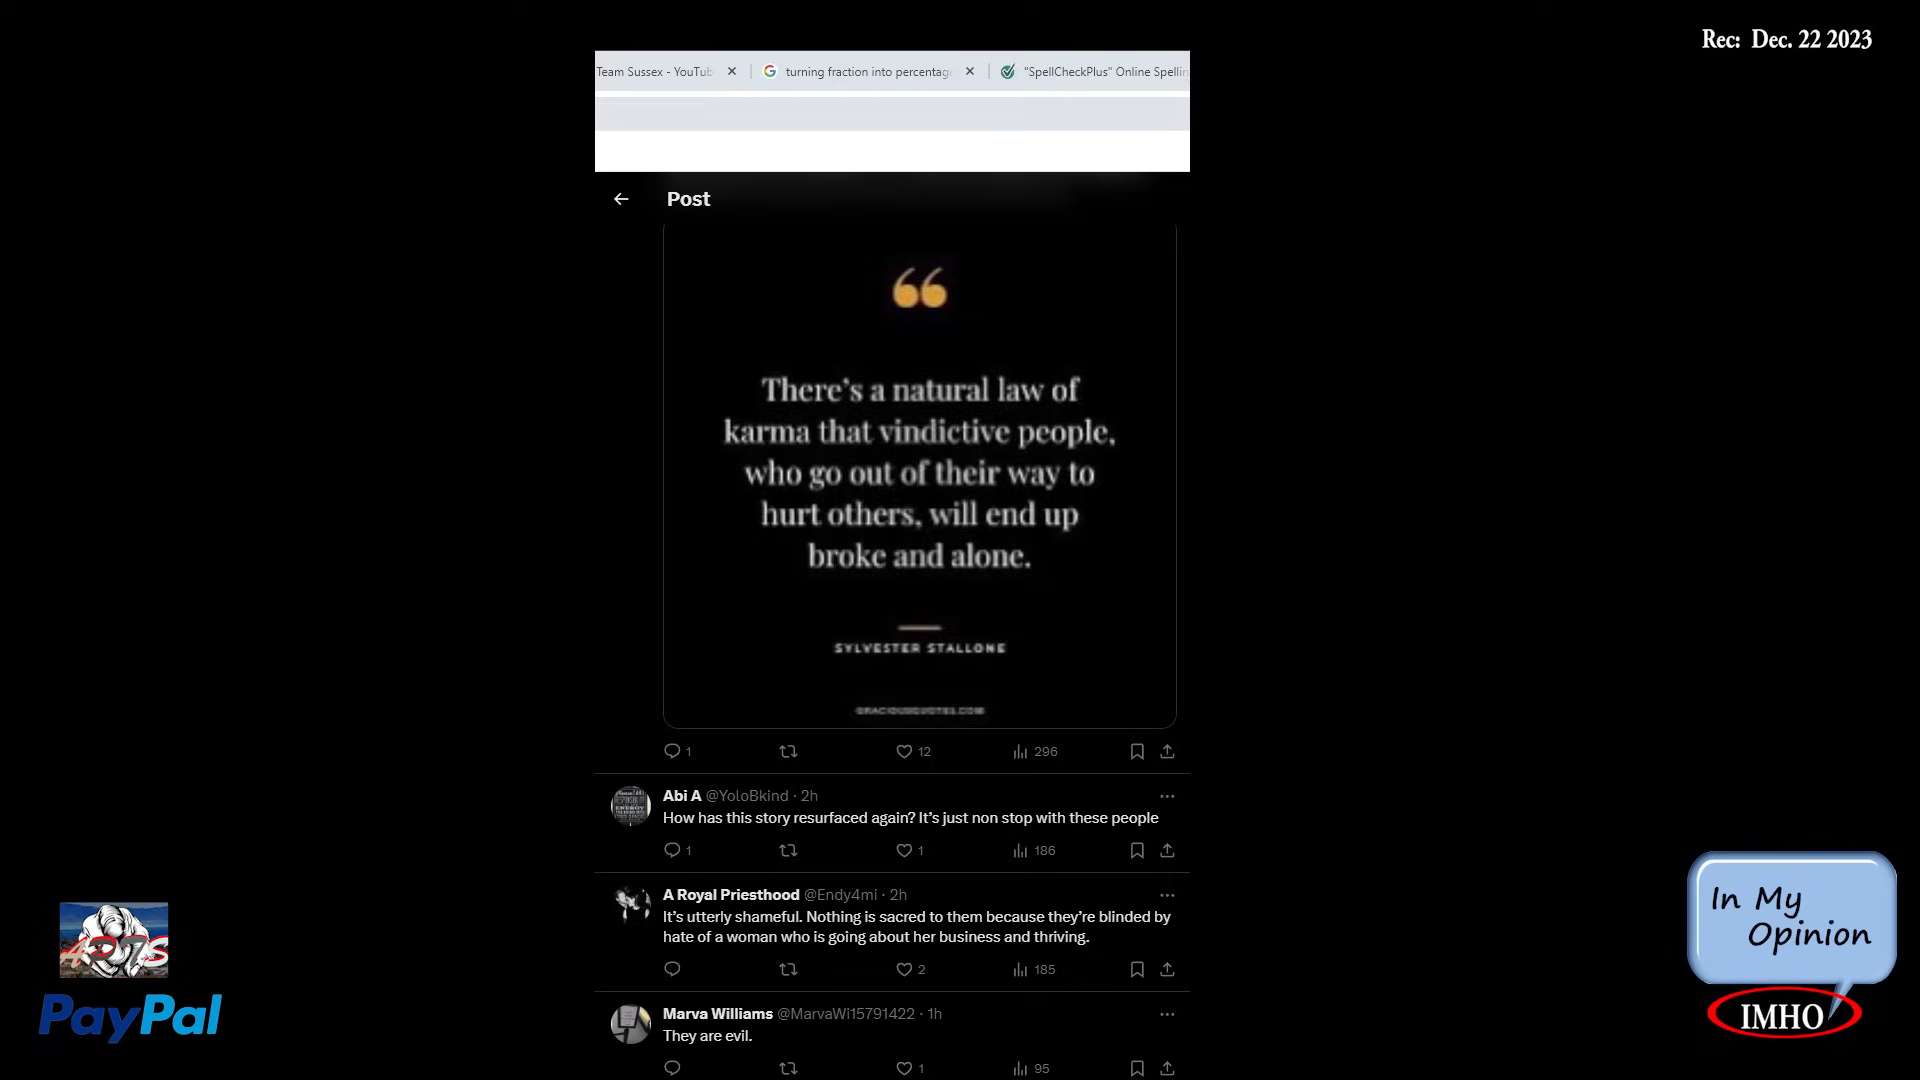 Rec: Dec. 22 2023
Team Sussex - YouTub
turning fraction into percentage
"SpellCheckPlus" Online Spellin
Post
There's a natural law of
karma that vindictive people,
who go out of their way to
hurt others, will end up
broke and alone.
SYLVESTER STALLONE
GRACIOUSQUOTES.COM
1 12 296
Abi A @YoloBkind · 2h
How has this story resurfaced again? It's just non stop with these people
1 1 186
A Royal Priesthood @Endy4mi · 2h
It's utterly shameful. Nothing is sacred to them because they're blinded by
hate of a woman who is going about her business and thriving.
2 185
Marva Williams @MarvaWi15791422 · 1h
They are evil.
1 95
PayPal
In My
Opinion
IMHO